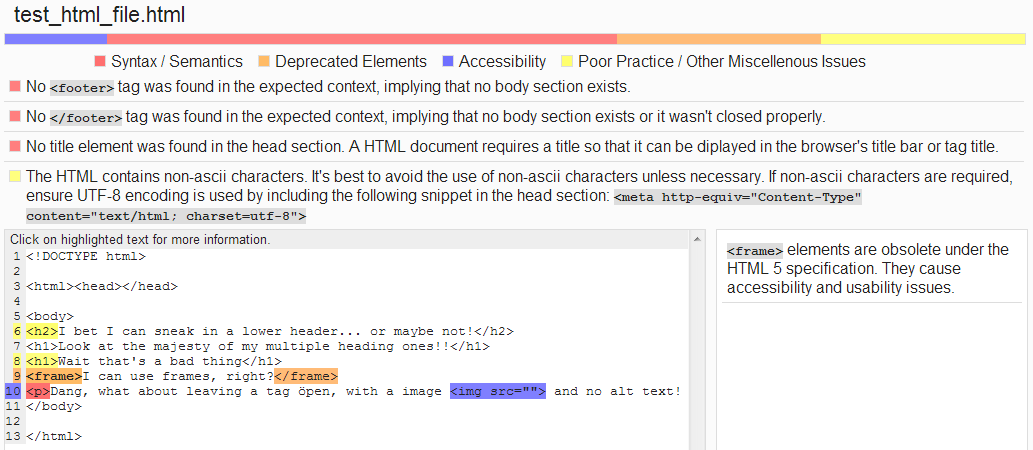 test_html_file.html
Syntax / Semantics Deprecated Elements Accessibility Poor Practice / Other Miscellenous Issues
No <footer> tag was found in the expected context, implying that no body section exists.
No </footer> tag was found in the expected context, implying that no body section exists or it wasn't closed properly.
No title element was found in the head section. A HTML document requires a title so that it can be diplayed in the browser's title bar or tag title.
The HTML contains non-ascii characters. It's best to avoid the use of non-ascii characters unless necessary. If non-ascii characters are required,
ensure UTF-8 encoding is used by including the following snippet in the head section: <meta http-equiv="Content-Type"
content="text/html; charset=utf-8">
Click on highlighted text for more information.
1 <!DOCTYPE html>
2
3 <html><head></head>
4
5 <body>
6 <h2>I bet I can sneak in a lower header... or maybe not!</h2>
7 <h1>Look at the majesty of my multiple heading ones!!</h1>
8 <h1>Wait that's a bad thing</h1>
9 <frame>I can use frames, right?</frame>
10 <p>Dang, what about leaving a tag öpen, with a image <img src=""> and no alt text!
11 </body>
12
13 </html>
<frame> elements are obsolete under the
HTML 5 specification. They cause
accessibility and usability issues.